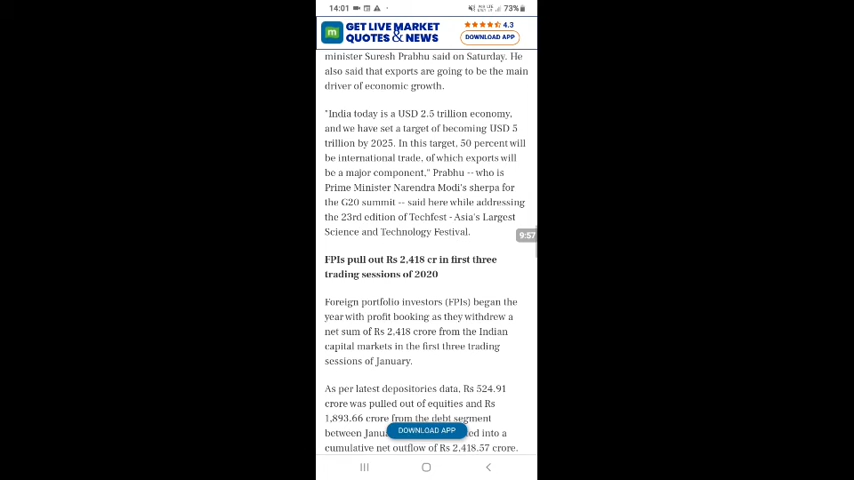 14:01
73%
GET LIVE MARKET
QUOTES & NEWS
4.3
DOWNLOAD APP
minister Suresh Prabhu said on Saturday. He
also said that exports are going to be the main
driver of economic growth.
"India today is a USD 2.5 trillion economy,
and we have set a target of becoming USD 5
trillion by 2025. In this target, 50 percent will
be international trade, of which exports will
be a major component," Prabhu -- who is
Prime Minister Narendra Modi's sherpa for
the G20 summit -- said here while addressing
the 23rd edition of Techfest - Asia's Largest
Science and Technology Festival.
9:57
FPIs pull out Rs 2,418 cr in first three
trading sessions of 2020
Foreign portfolio investors (FPIs) began the
year with profit booking as they withdrew a
net sum of Rs 2,418 crore from the Indian
capital markets in the first three trading
sessions of January.
As per latest depositories data, Rs 524.91
crore was pulled out of equities and Rs
1,893.66 crore from the debt segment
between
DOWNLOAD APP
into a
cumulative net outflow of Rs 2,418.57 crore.